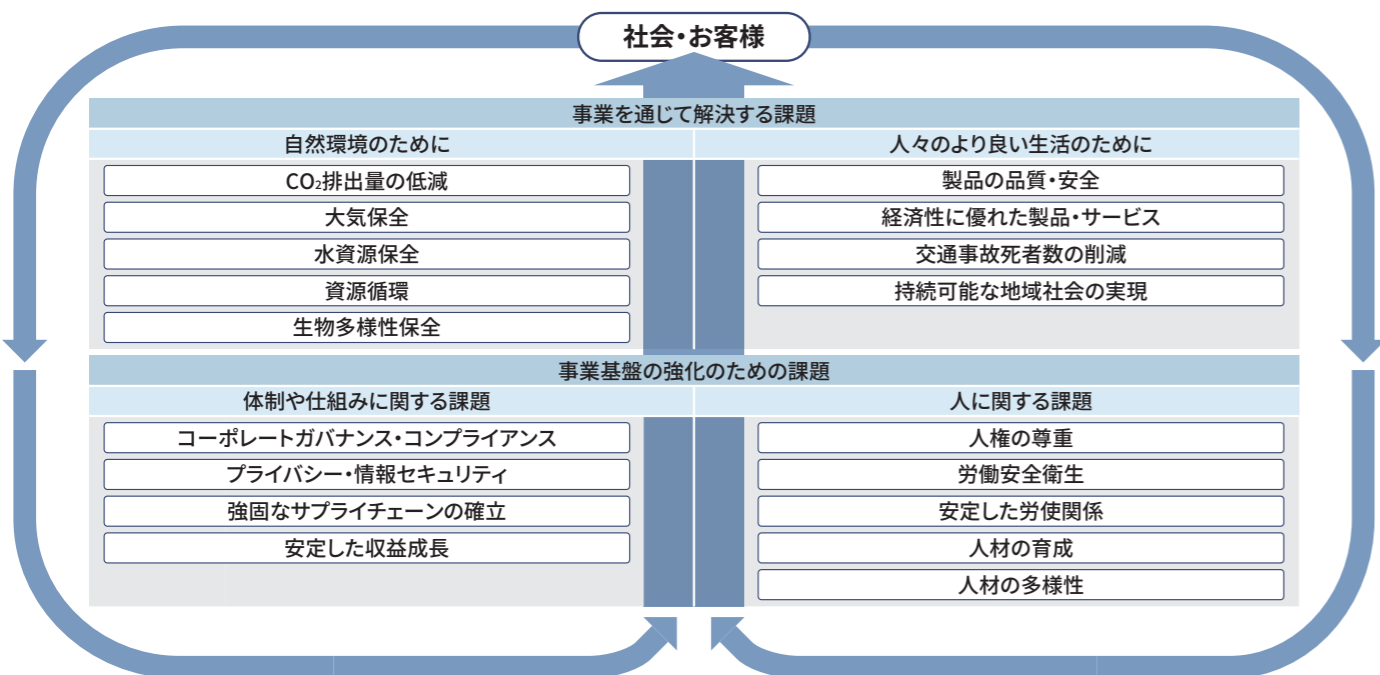 社会・お客様
事業を通じて解決する課題
自然環境のために
CO₂排出量の低減
大気保全
水資源保全
資源循環
生物多様性保全
人々のより良い生活のために
製品の品質・安全
経済性に優れた製品・サービス
交通事故死者数の削減
持続可能な地域社会の実現
事業基盤の強化のための課題
体制や仕組みに関する課題
コーポレートガバナンス・コンプライアンス
プライバシー・情報セキュリティ
強固なサプライチェーンの確立
安定した収益成長
人に関する課題
人権の尊重
労働安全衛生
安定した労使関係
人材の育成
人材の多様性